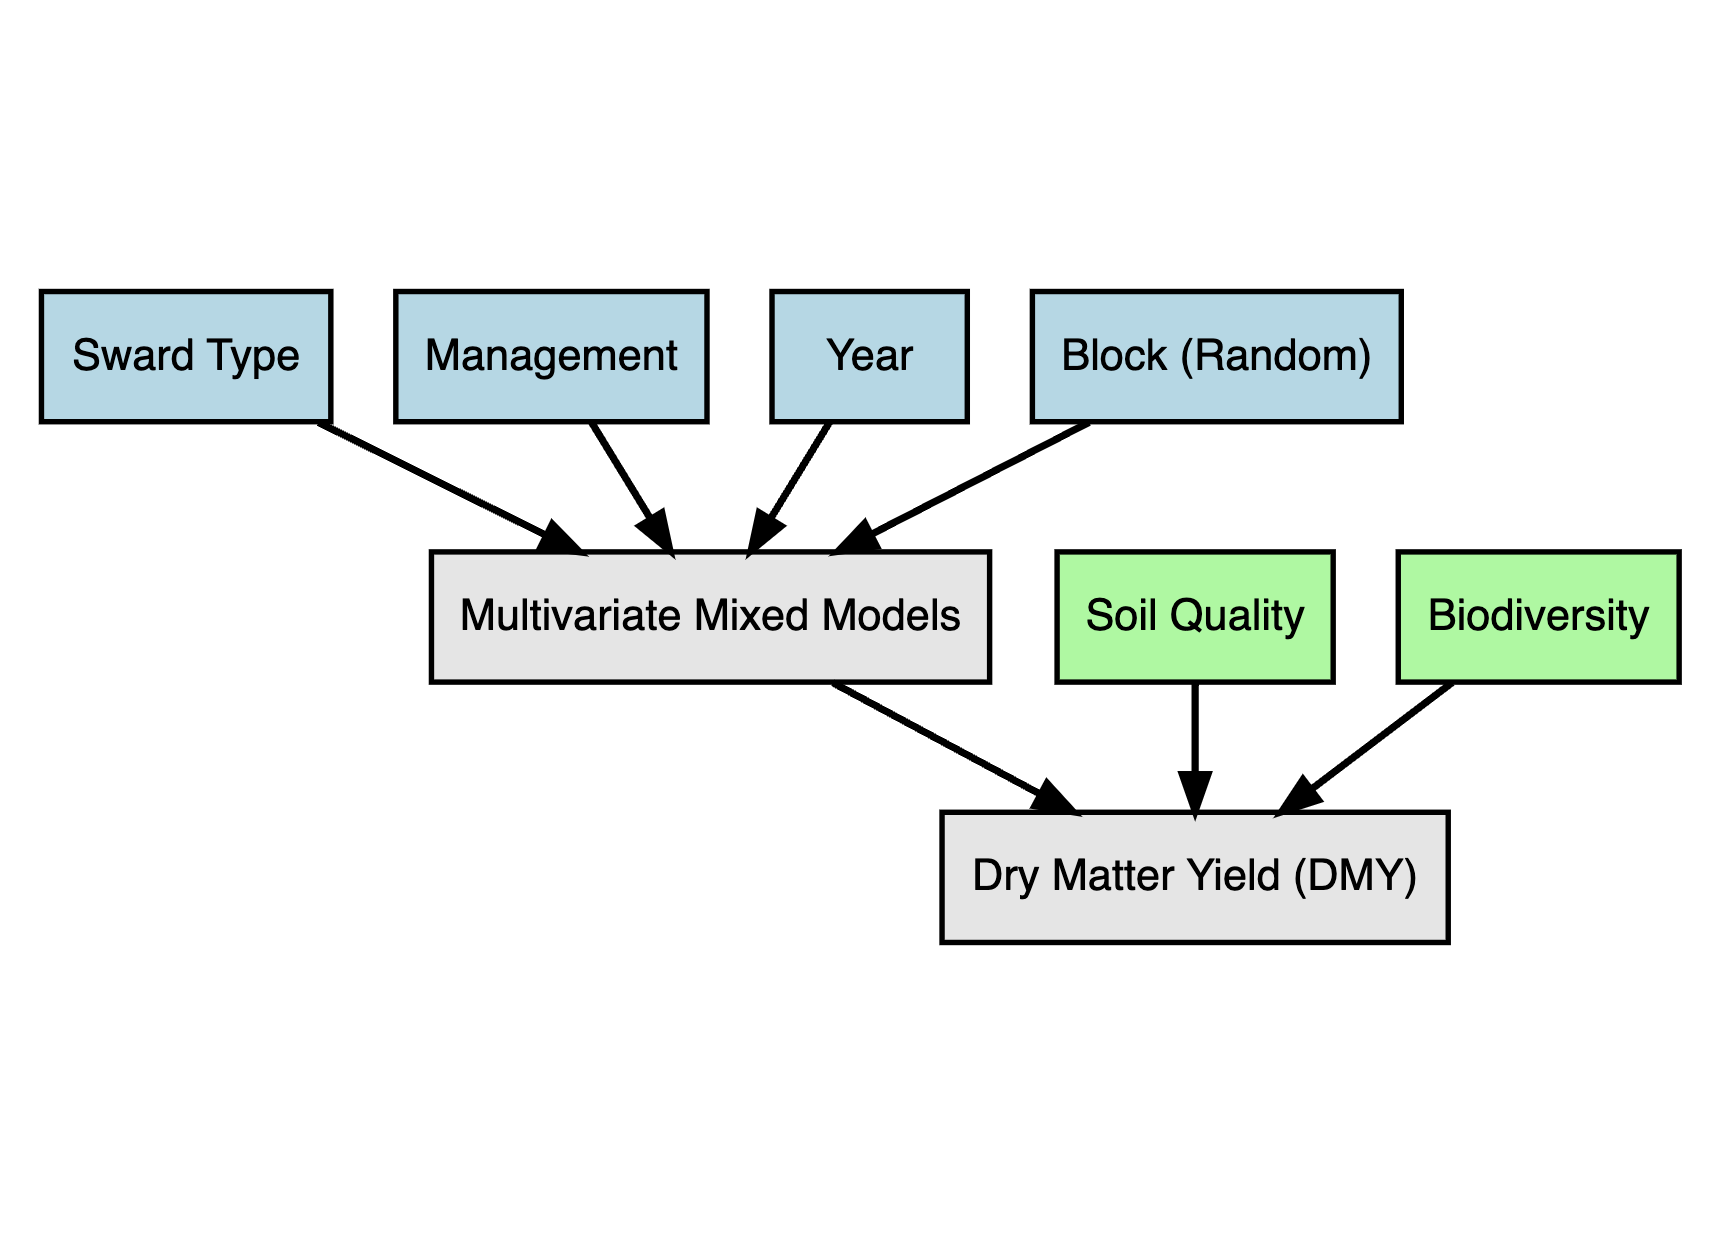 Sward Type
Management
Year
Block (Random)
Multivariate Mixed Models
Soil Quality
Biodiversity
Dry Matter Yield (DMY)